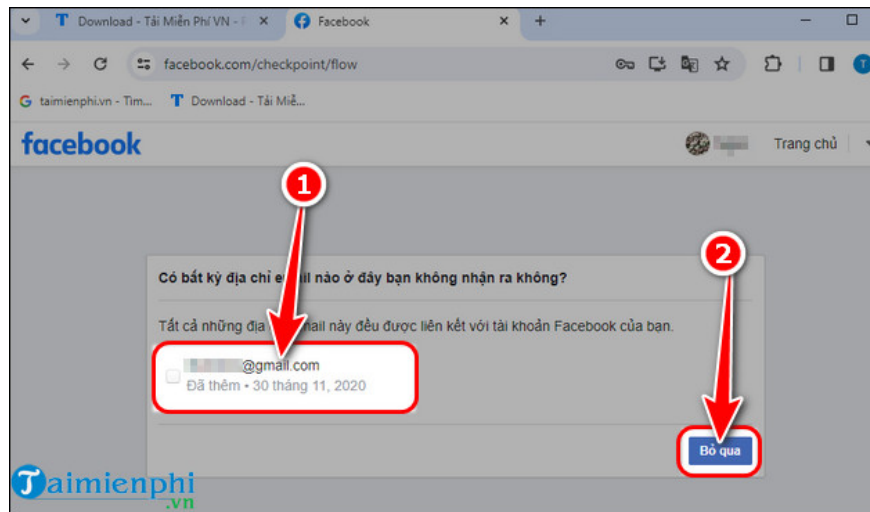 Download - Tải Miễn Phí VN - F
Facebook
facebook.com/checkpoint/flow
taimienphi.vn - Tìm... Download - Tải Miễ...
facebook
Trang chủ
1
2
Có bất kỳ địa chỉ email nào ở đây bạn không nhận ra không?
Tất cả những địa mail này đều được liên kết với tài khoản Facebook của bạn.
@gmail.com
Đã thêm • 30 tháng 11, 2020
Bỏ qua
Taimienphi
.vn